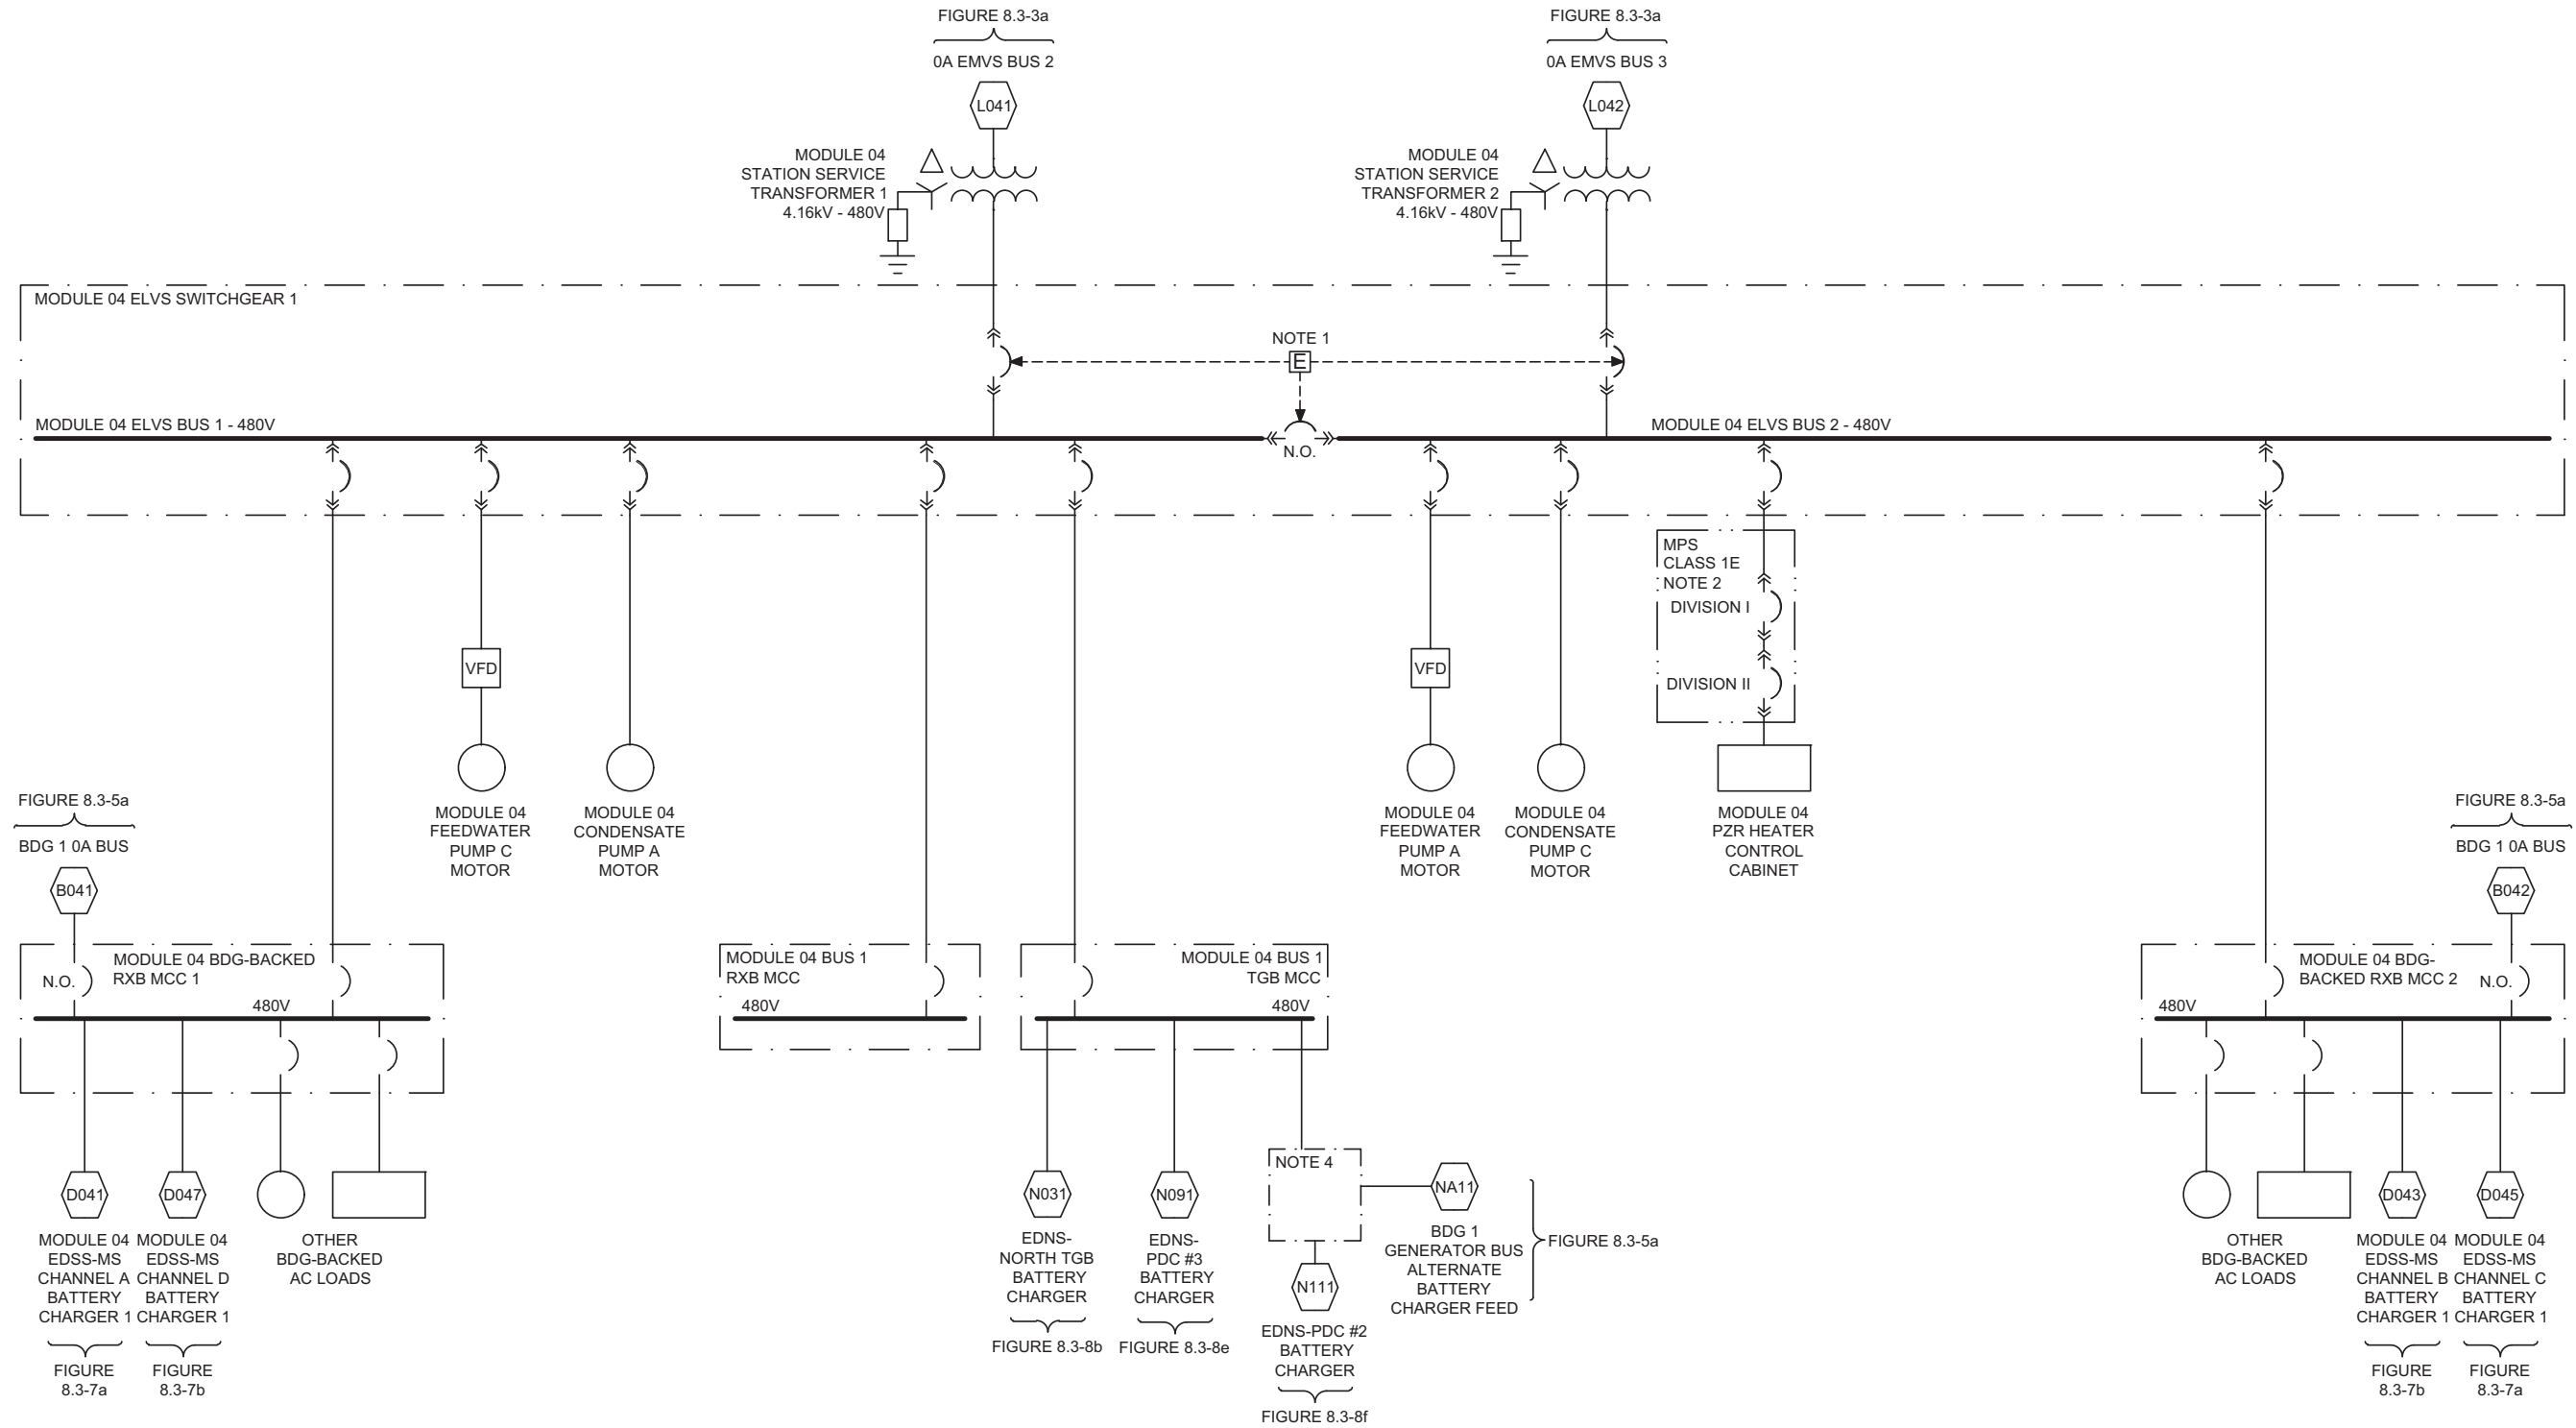 FIGURE 8.3-3a
0A EMVS BUS 2
L041
MODULE 04
STATION SERVICE
TRANSFORMER 1
4.16kV - 480V
FIGURE 8.3-3a
0A EMVS BUS 3
L042
MODULE 04
STATION SERVICE
TRANSFORMER 2
4.16kV - 480V
MODULE 04 ELVS SWITCHGEAR 1
NOTE 1
E
MODULE 04 ELVS BUS 1 - 480V
N.O.
MODULE 04 ELVS BUS 2 - 480V
MPS
CLASS 1E
NOTE 2
DIVISION I
DIVISION II
VFD
VFD
MODULE 04
FEEDWATER
PUMP C
MOTOR
MODULE 04
CONDENSATE
PUMP A
MOTOR
MODULE 04
FEEDWATER
PUMP A
MOTOR
MODULE 04
CONDENSATE
PUMP C
MOTOR
MODULE 04
PZR HEATER
CONTROL
CABINET
FIGURE 8.3-5a
BDG 1 0A BUS
B041
FIGURE 8.3-5a
BDG 1 0A BUS
B042
N.O.
MODULE 04 BDG-BACKED
RXB MCC 1
480V
MODULE 04 BUS 1
RXB MCC
480V
MODULE 04 BUS 1
TGB MCC
480V
MODULE 04 BDG-
BACKED RXB MCC 2
N.O.
480V
D041
MODULE 04
EDSS-MS
CHANNEL A
BATTERY
CHARGER 1
FIGURE
8.3-7a
D047
MODULE 04
EDSS-MS
CHANNEL D
BATTERY
CHARGER 1
FIGURE
8.3-7b
OTHER
BDG-BACKED
AC LOADS
N031
EDNS-
NORTH TGB
BATTERY
CHARGER
FIGURE 8.3-8b
N091
EDNS-
PDC #3
BATTERY
CHARGER
FIGURE 8.3-8e
NOTE 4
N111
EDNS-PDC #2
BATTERY
CHARGER
FIGURE 8.3-8f
NA11
BDG 1
GENERATOR BUS
ALTERNATE
BATTERY
CHARGER FEED
FIGURE 8.3-5a
OTHER
BDG-BACKED
AC LOADS
D043
MODULE 04
EDSS-MS
CHANNEL B
BATTERY
CHARGER 1
FIGURE
8.3-7b
D045
MODULE 04
EDSS-MS
CHANNEL C
BATTERY
CHARGER 1
FIGURE
8.3-7a